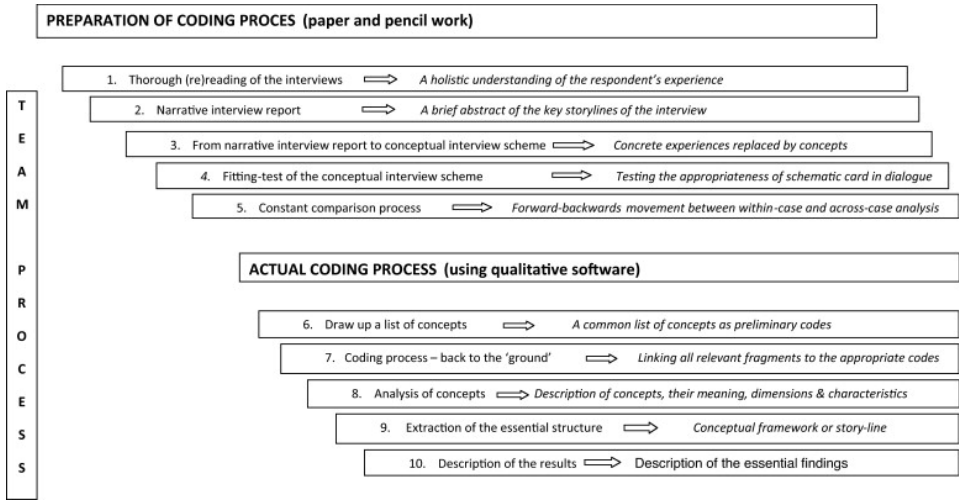 PREPARATION OF CODING PROCES (paper and pencil work)
1. Thorough (re)reading of the interviews ⇨ A holistic understanding of the respondent's experience
2. Narrative interview report ⇨ A brief abstract of the key storylines of the interview
3. From narrative interview report to conceptual interview scheme ⇨ Concrete experiences replaced by concepts
4. Fitting-test of the conceptual interview scheme ⇨ Testing the appropriateness of schematic card in dialogue
5. Constant comparison process ⇨ Forward-backwards movement between within-case and across-case analysis
ACTUAL CODING PROCESS (using qualitative software)
6. Draw up a list of concepts ⇨ A common list of concepts as preliminary codes
7. Coding process – back to the ‘ground’ ⇨ Linking all relevant fragments to the appropriate codes
8. Analysis of concepts ⇨ Description of concepts, their meaning, dimensions & characteristics
9. Extraction of the essential structure ⇨ Conceptual framework or story-line
10. Description of the results ⇨ Description of the essential findings
TEAM PROCESS